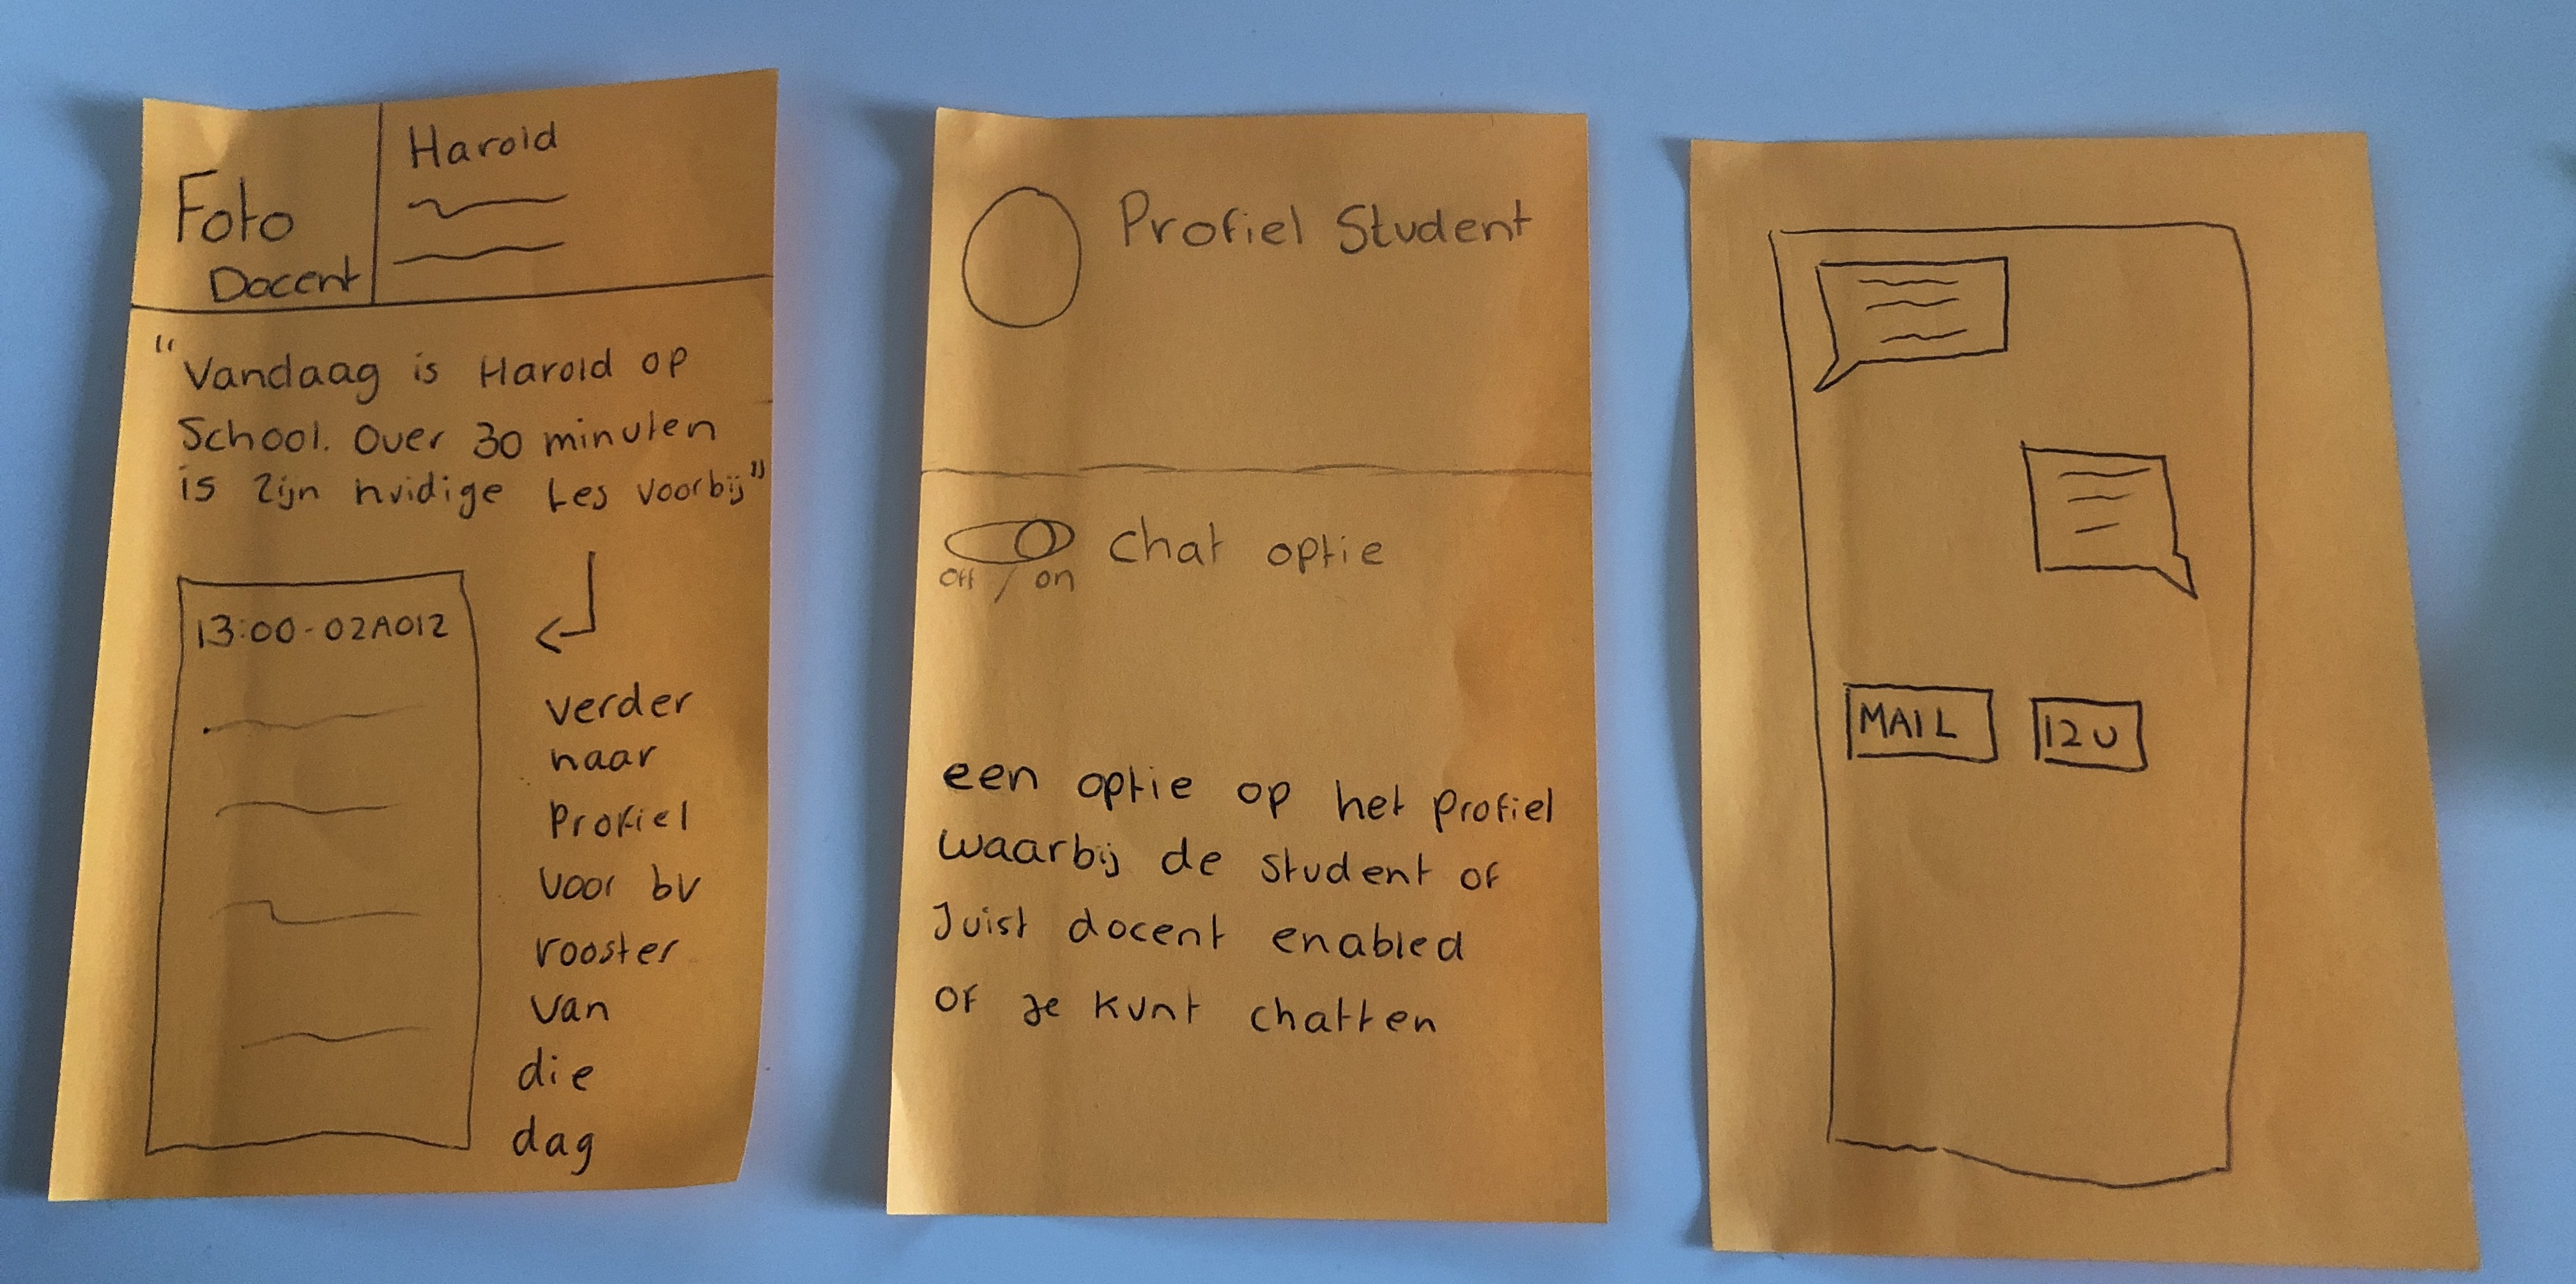 Foto
Docent
Harold
"Vandaag is Harold op
School. Over 30 minuten
is zijn huidige Les voorbij"
13:00-02A012
verder
naar
Profiel
voor bv
rooster
van
die
dag
Profiel Student
Off / on
Chat optie
een optie op het profiel
waarbij de student of
Juist docent enabled
of je kunt chatten
MAIL
12U